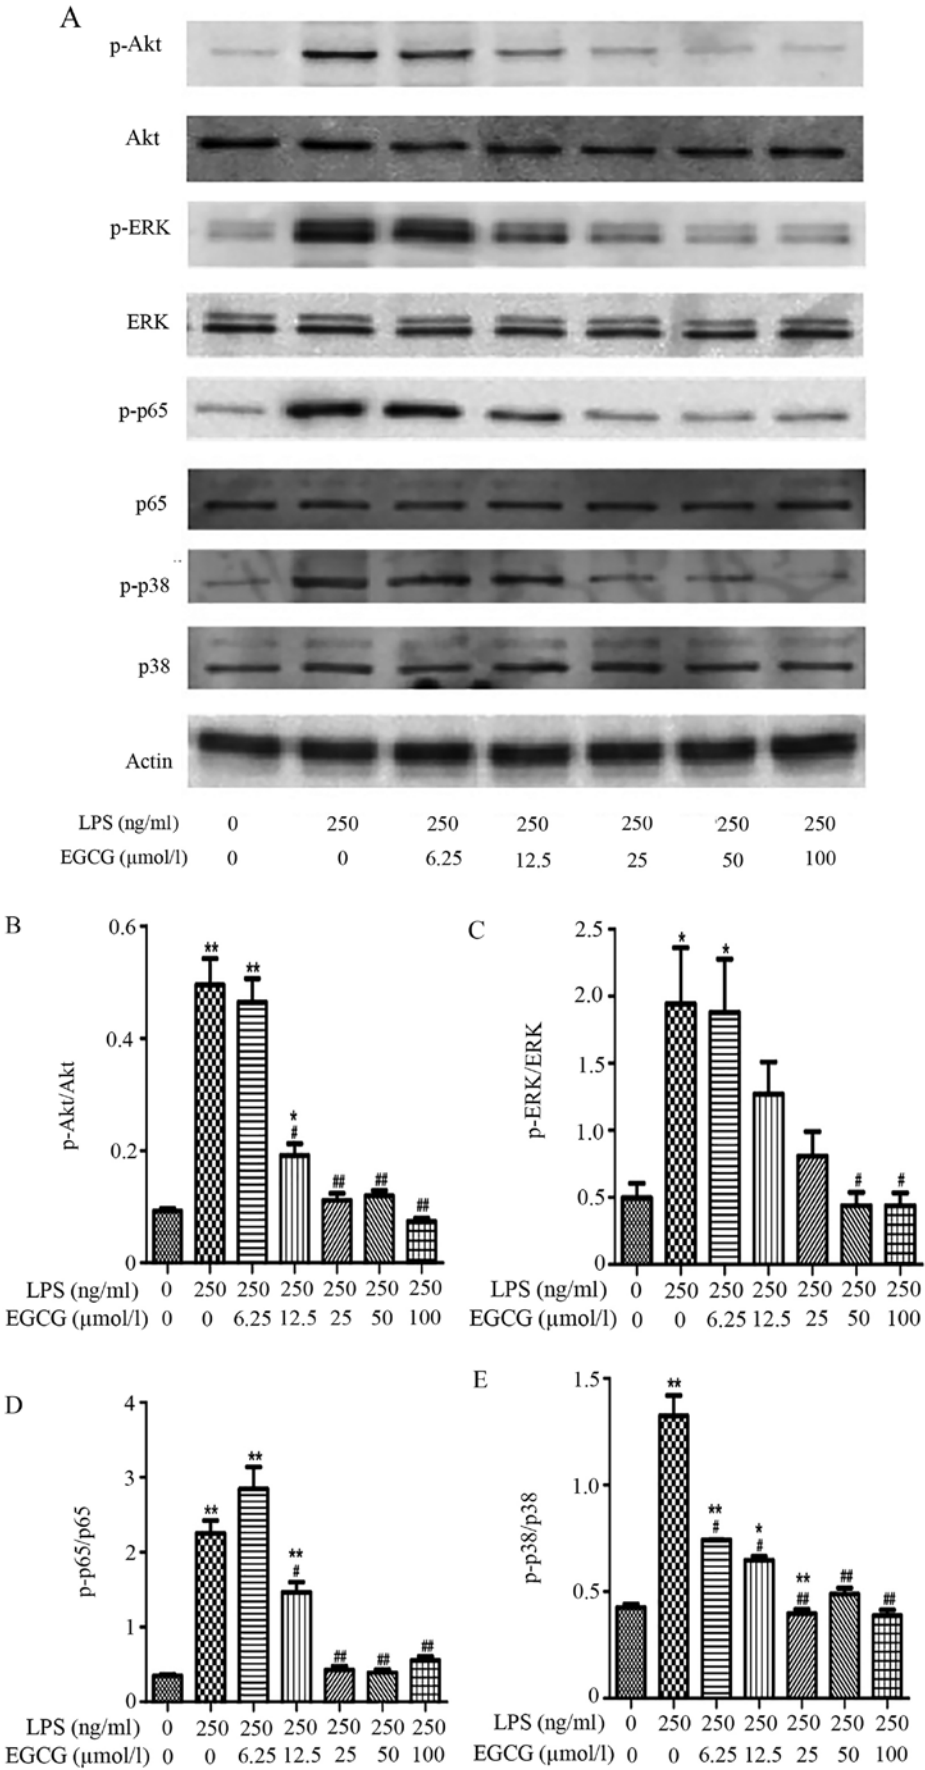 A
p-Akt
Akt
p-ERK
ERK
p-p65
p65
p-p38
p38
Actin
LPS (ng/ml) 0 250 250 250 250 250 250
EGCG (μmol/l) 0 0 6.25 12.5 25 50 100
B
p-Akt/Akt
0.6
0.4
0.2
0
** ** * # ## ## ##
LPS (ng/ml) 0 250 250 250 250 250 250
EGCG (μmol/l) 0 0 6.25 12.5 25 50 100
C
p-ERK/ERK
2.5
2.0
1.5
1.0
0.5
0
* * # #
LPS (ng/ml) 0 250 250 250 250 250 250
EGCG (μmol/l) 0 0 6.25 12.5 25 50 100
D
p-p65/p65
4
3
2
1
0
** ** ** # ## ## ##
LPS (ng/ml) 0 250 250 250 250 250 250
EGCG (μmol/l) 0 0 6.25 12.5 25 50 100
E
p-p38/p38
1.5
1.0
0.5
0
** ** # * # ** ## ## ##
LPS (ng/ml) 0 250 250 250 250 250 250
EGCG (μmol/l) 0 0 6.25 12.5 25 50 100